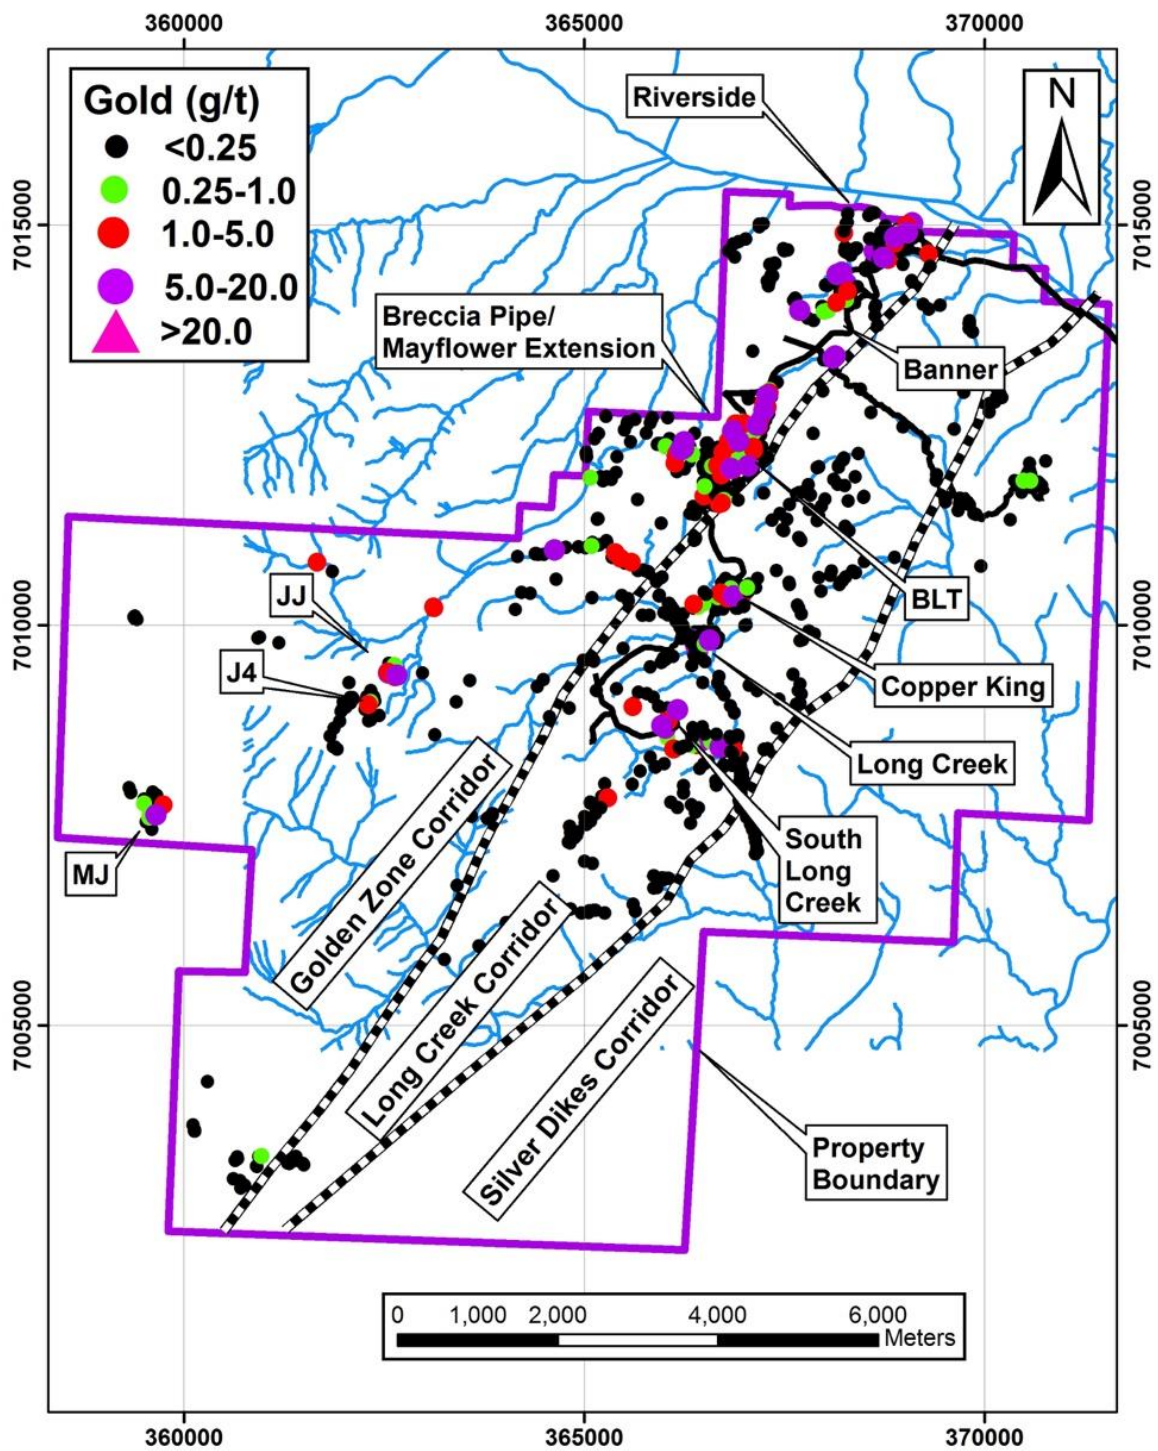 360000
365000
370000
Gold (g/t)
<0.25
0.25-1.0
1.0-5.0
5.0-20.0
>20.0
Riverside
N
7015000
7015000
Breccia Pipe/
Mayflower Extension
Banner
JJ
BLT
7010000
7010000
J4
Copper King
Long Creek
MJ
South
Long
Creek
Golden Zone Corridor
Long Creek Corridor
Silver Dikes Corridor
7005000
7005000
Property
Boundary
0 1,000 2,000 4,000 6,000
Meters
360000
365000
370000